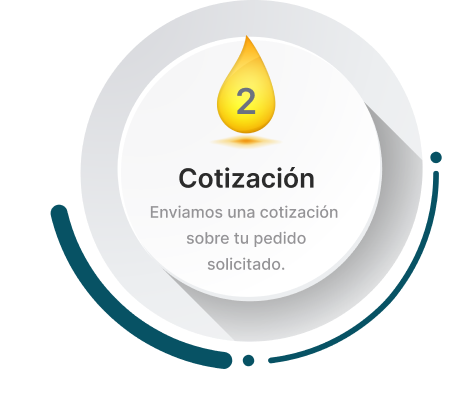 2
Cotización
Enviamos una cotización
sobre tu pedido
solicitado.